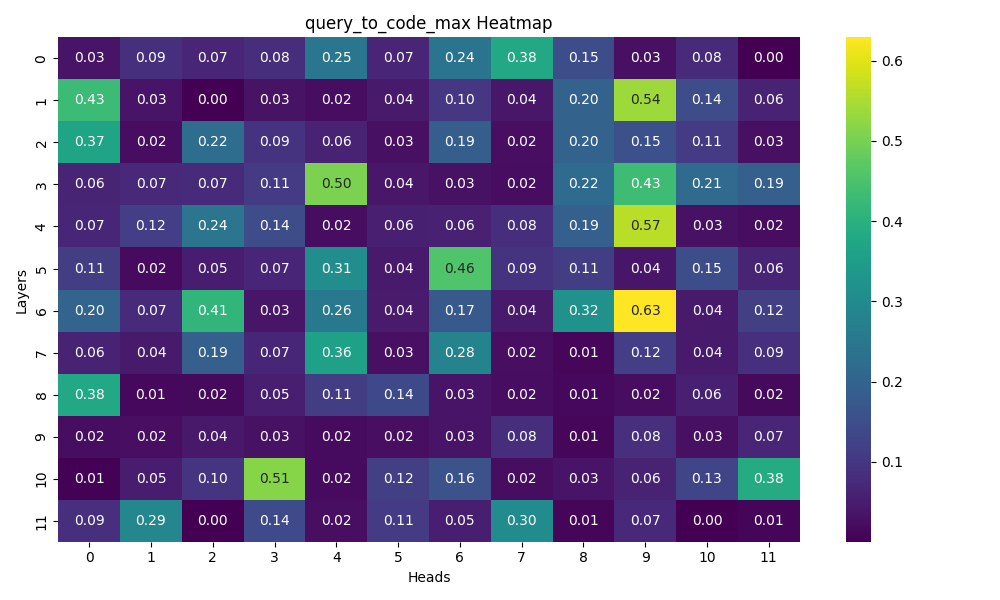 query_to_code_max Heatmap
0 0.03 0.09 0.07 0.08 0.25 0.07 0.24 0.38 0.15 0.03 0.08 0.00
1 0.43 0.03 0.00 0.03 0.02 0.04 0.10 0.04 0.20 0.54 0.14 0.06
2 0.37 0.02 0.22 0.09 0.06 0.03 0.19 0.02 0.20 0.15 0.11 0.03
3 0.06 0.07 0.07 0.11 0.50 0.04 0.03 0.02 0.22 0.43 0.21 0.19
4 0.07 0.12 0.24 0.14 0.02 0.06 0.06 0.08 0.19 0.57 0.03 0.02
5 0.11 0.02 0.05 0.07 0.31 0.04 0.46 0.09 0.11 0.04 0.15 0.06
6 0.20 0.07 0.41 0.03 0.26 0.04 0.17 0.04 0.32 0.63 0.04 0.12
7 0.06 0.04 0.19 0.07 0.36 0.03 0.28 0.02 0.01 0.12 0.04 0.09
8 0.38 0.01 0.02 0.05 0.11 0.14 0.03 0.02 0.01 0.02 0.06 0.02
9 0.02 0.02 0.04 0.03 0.02 0.02 0.03 0.08 0.01 0.08 0.03 0.07
10 0.01 0.05 0.10 0.51 0.02 0.12 0.16 0.02 0.03 0.06 0.13 0.38
11 0.09 0.29 0.00 0.14 0.02 0.11 0.05 0.30 0.01 0.07 0.00 0.01
0 1 2 3 4 5 6 7 8 9 10 11
Heads
Layers
0.6
0.5
0.4
0.3
0.2
0.1